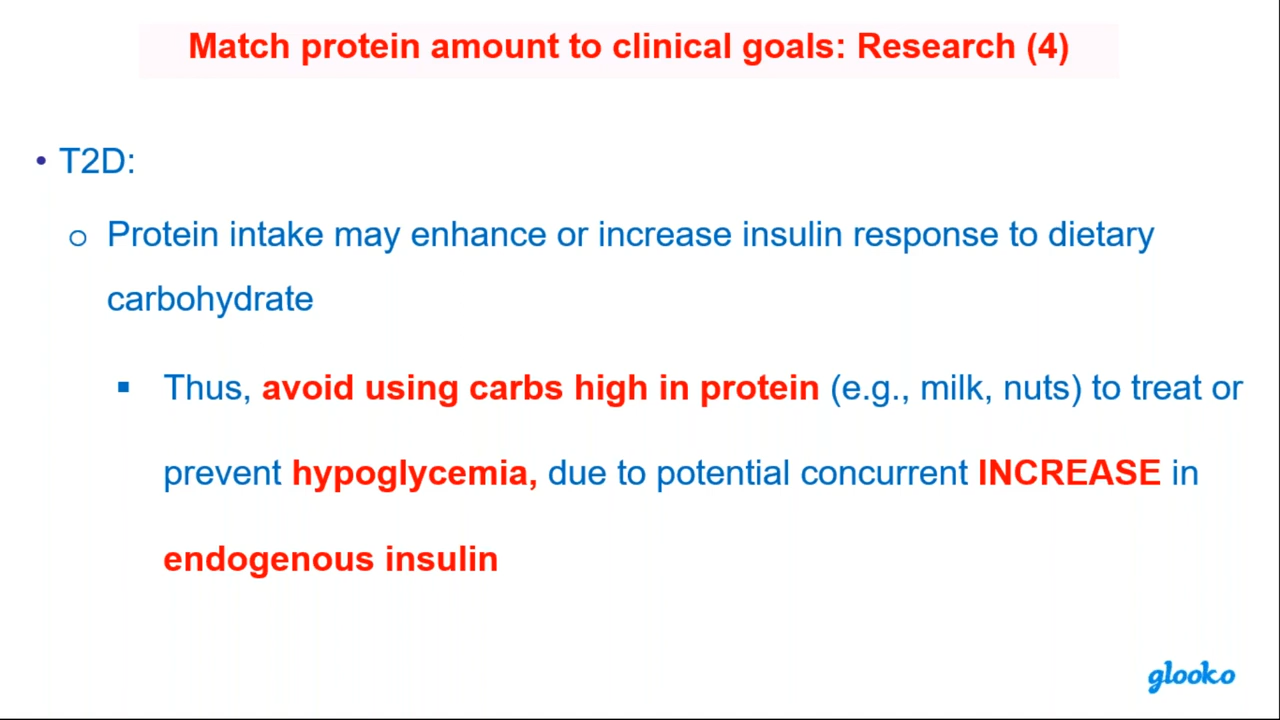 Match protein amount to clinical goals: Research (4)
• T2D:
o Protein intake may enhance or increase insulin response to dietary
carbohydrate
▪ Thus, avoid using carbs high in protein (e.g., milk, nuts) to treat or
prevent hypoglycemia, due to potential concurrent INCREASE in
endogenous insulin
glooko